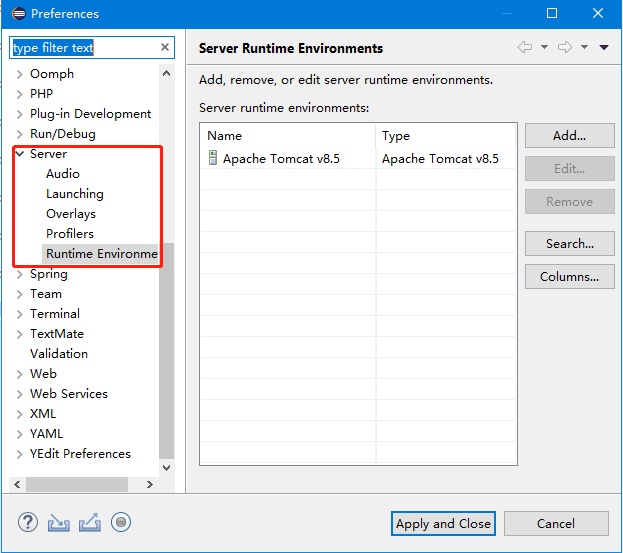 Preferences
type filter text
Oomph
PHP
Plug-in Development
Run/Debug
Server
Audio
Launching
Overlays
Profilers
Runtime Environme
Spring
Team
Terminal
TextMate
Validation
Web
Web Services
XML
YAML
YEdit Preferences
Server Runtime Environments
Add, remove, or edit server runtime environments.
Server runtime environments:
Name Type
Apache Tomcat v8.5 Apache Tomcat v8.5
Add...
Edit...
Remove
Search...
Columns...
Apply and Close
Cancel